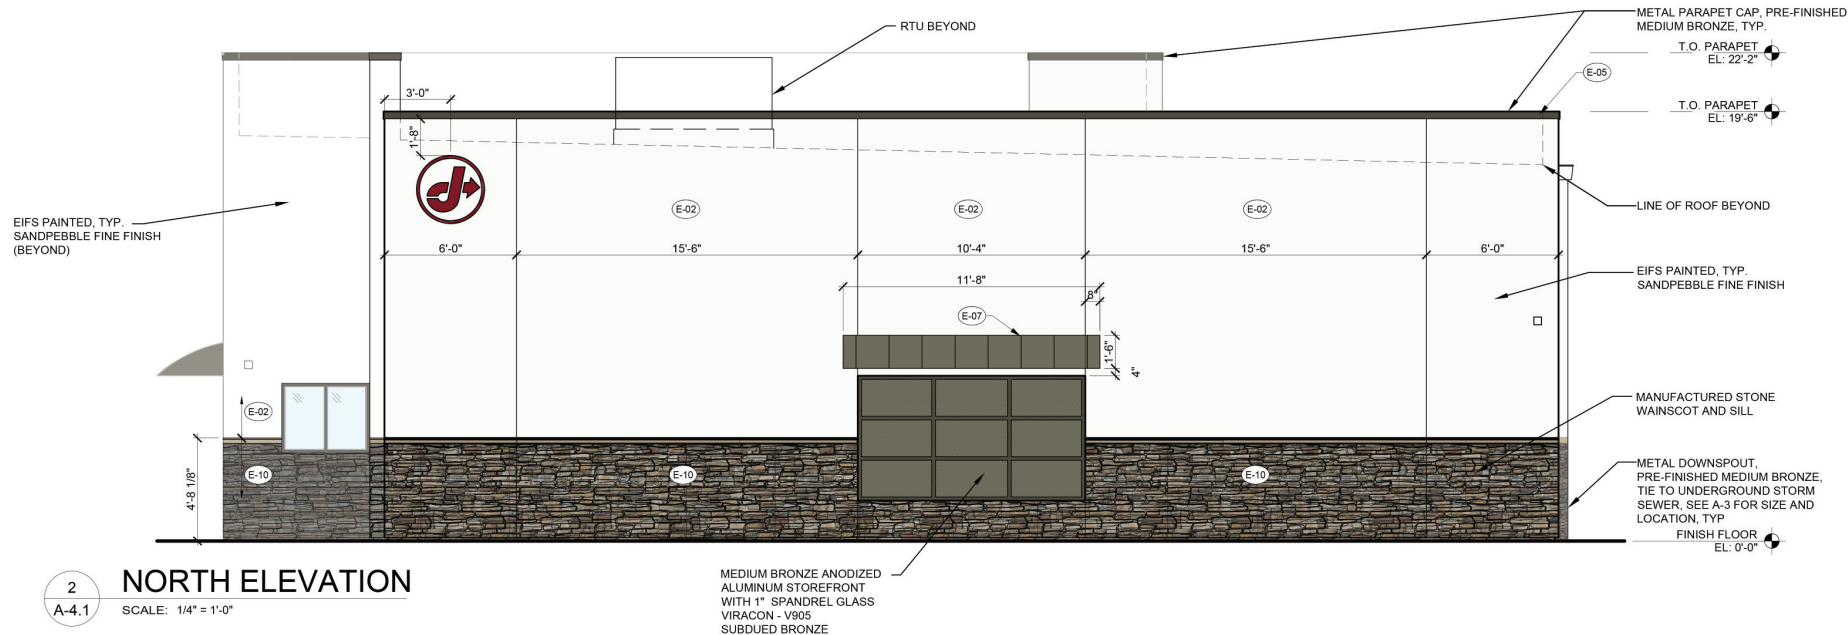 RTU BEYOND
METAL PARAPET CAP, PRE-FINISHED
MEDIUM BRONZE, TYP.
T.O. PARAPET
EL: 22'-2"
E-05
T.O. PARAPET
EL: 19'-6"
3'-0"
1'-8"
EIFS PAINTED, TYP.
SANDPEBBLE FINE FINISH
(BEYOND)
E-02
E-02
E-02
LINE OF ROOF BEYOND
6'-0"
15'-6"
10'-4"
15'-6"
6'-0"
EIFS PAINTED, TYP.
SANDPEBBLE FINE FINISH
11'-8"
8"
E-07
1'-6"
4"
E-02
MANUFACTURED STONE
WAINSCOT AND SILL
4'-8 1/8"
E-10
E-10
E-10
METAL DOWNSPOUT,
PRE-FINISHED MEDIUM BRONZE,
TIE TO UNDERGROUND STORM
SEWER, SEE A-3 FOR SIZE AND
LOCATION, TYP
FINISH FLOOR
EL: 0'-0"
2
A-4.1
NORTH ELEVATION
SCALE: 1/4" = 1'-0"
MEDIUM BRONZE ANODIZED
ALUMINUM STOREFRONT
WITH 1" SPANDREL GLASS
VIRACON - V905
SUBDUED BRONZE